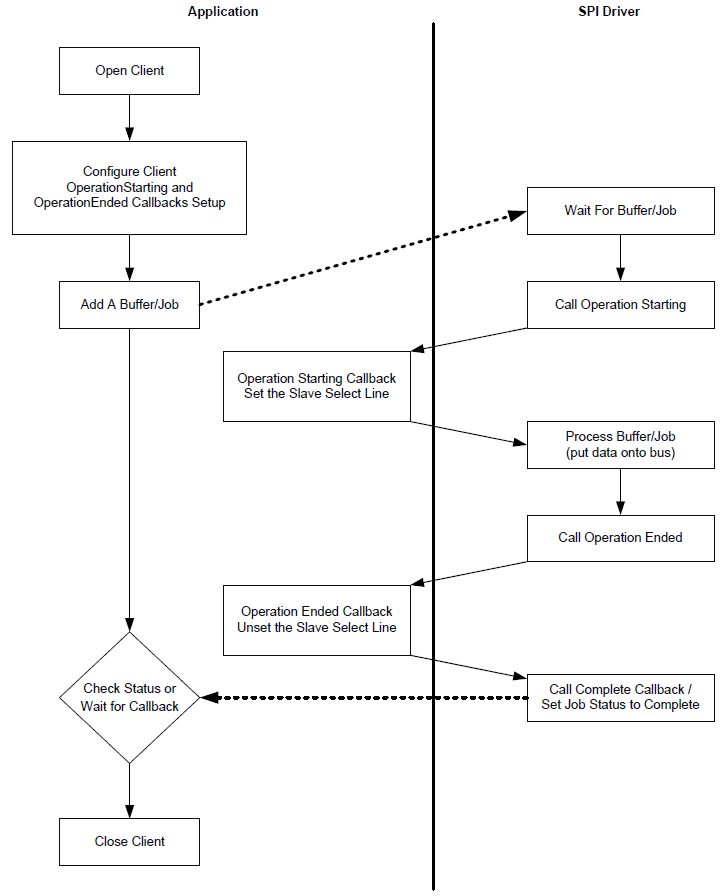 Application
SPI Driver
Open Client
Configure Client
OperationStarting and
OperationEnded Callbacks Setup
Wait For Buffer/Job
Add A Buffer/Job
Call Operation Starting
Operation Starting Callback
Set the Slave Select Line
Process Buffer/Job
(put data onto bus)
Call Operation Ended
Operation Ended Callback
Unset the Slave Select Line
Check Status or
Wait for Callback
Call Complete Callback /
Set Job Status to Complete
Close Client